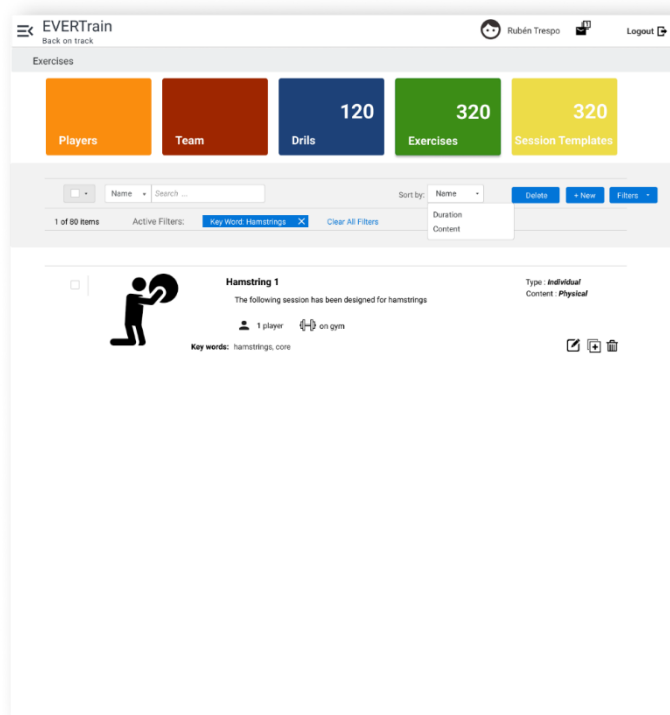 EVERTrain
Back on track
Rubén Trespo
Logout
Exercises
Players
Team
120
Drils
320
Exercises
320
Session Templates
Name
Search ...
Sort by:
Name
Delete
+ New
Filters
Duration
Content
1 of 80 items
Active Filters:
Key Word: Hamstrings X
Clear All Filters
Hamstring 1
The following session has been designed for hamstrings
1 player
on gym
Key words: hamstrings, core
Type : Individual
Content : Physical